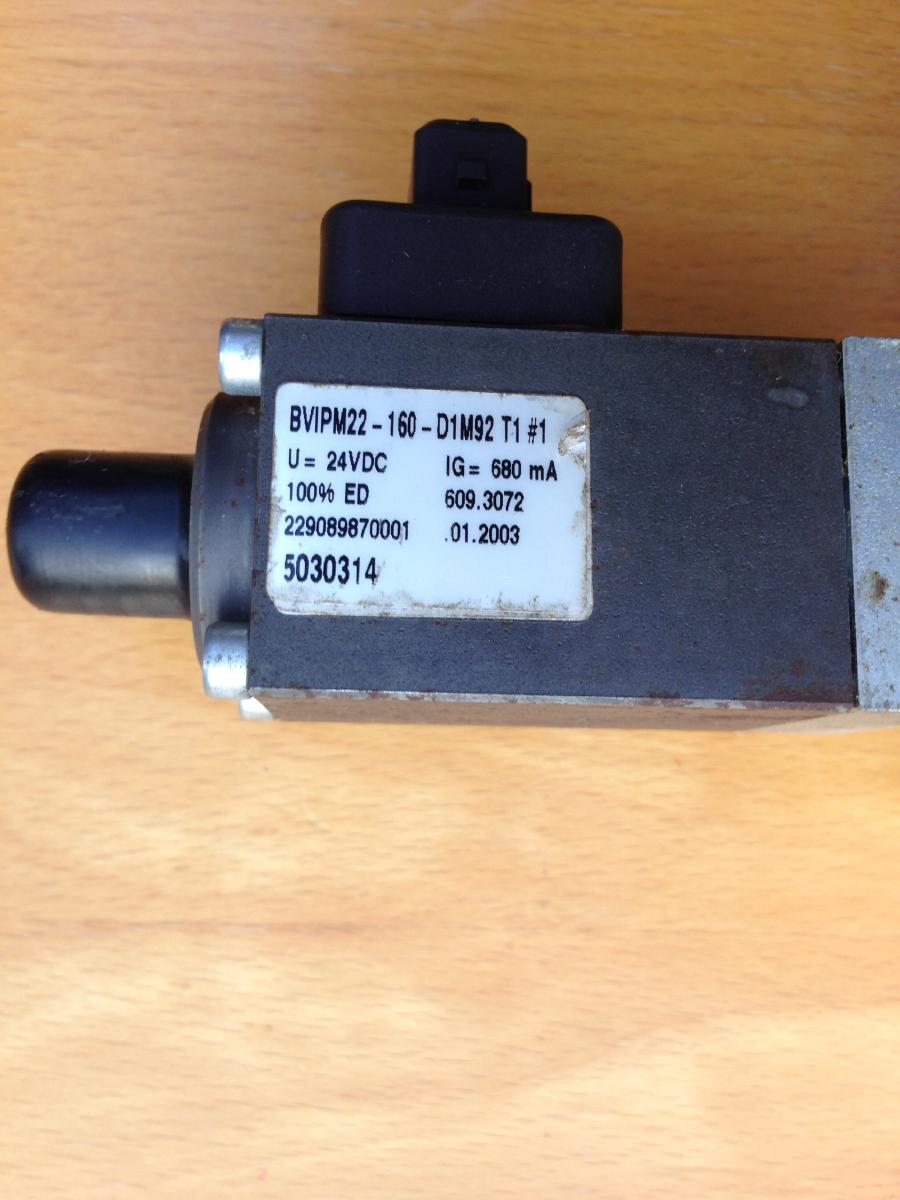 BVIPM22 - 160 - D1M92 T1 #1
U = 24VDC IG = 680 mA
100% ED 609.3072
229089870001 .01.2003
5030314